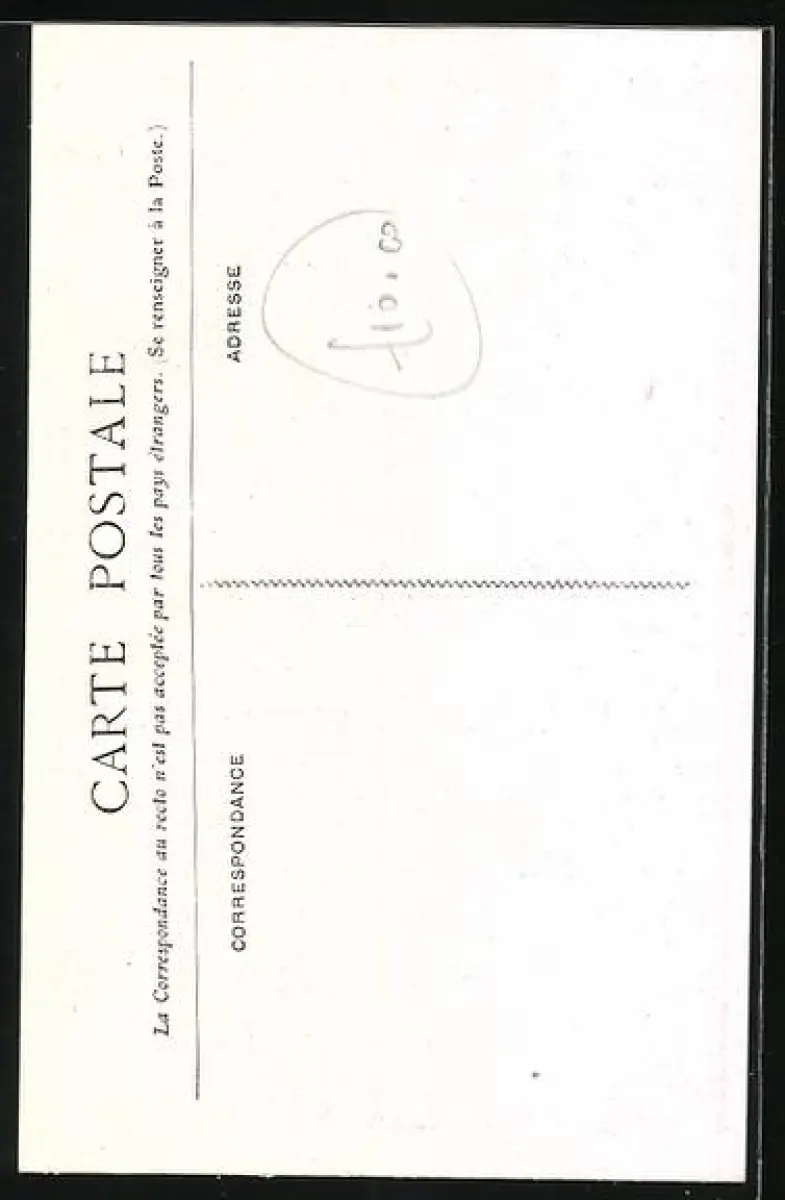 CARTE POSTALE
La Correspondance au recto n'est pas acceptée par tous les pays étrangers. (Se renseigner à la Poste.)
CORRESPONDANCE
ADRESSE